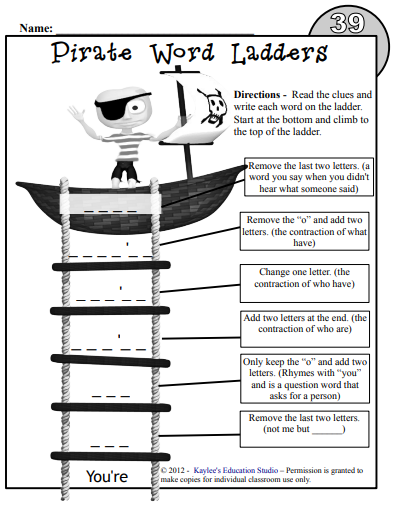 Name:
39
Pirate Word Ladders
Directions - Read the clues and
write each word on the ladder.
Start at the bottom and climb to
the top of the ladder.
Remove the last two letters. (a
word you say when you didn't
hear what someone said)
Remove the “o” and add two
letters. (the contraction of what
have)
Change one letter. (the
contraction of who have)
Add two letters at the end. (the
contraction of who are)
Only keep the “o” and add two
letters. (Rhymes with “you”
and is a question word that
asks for a person)
Remove the last two letters.
(not me but ______)
You're
© 2012 - Kaylee's Education Studio – Permission is granted to
make copies for individual classroom use only.